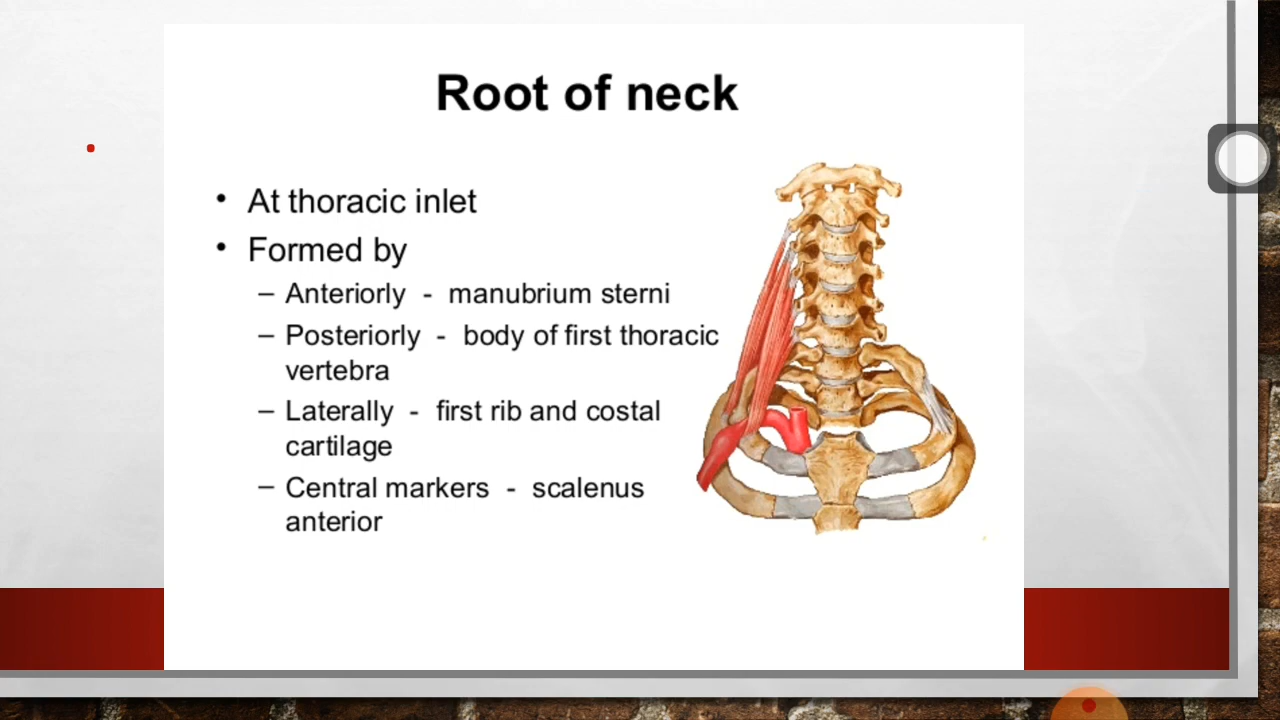 Root of neck
• At thoracic inlet
• Formed by
– Anteriorly - manubrium sterni
– Posteriorly - body of first thoracic
vertebra
– Laterally - first rib and costal
cartilage
– Central markers - scalenus
anterior